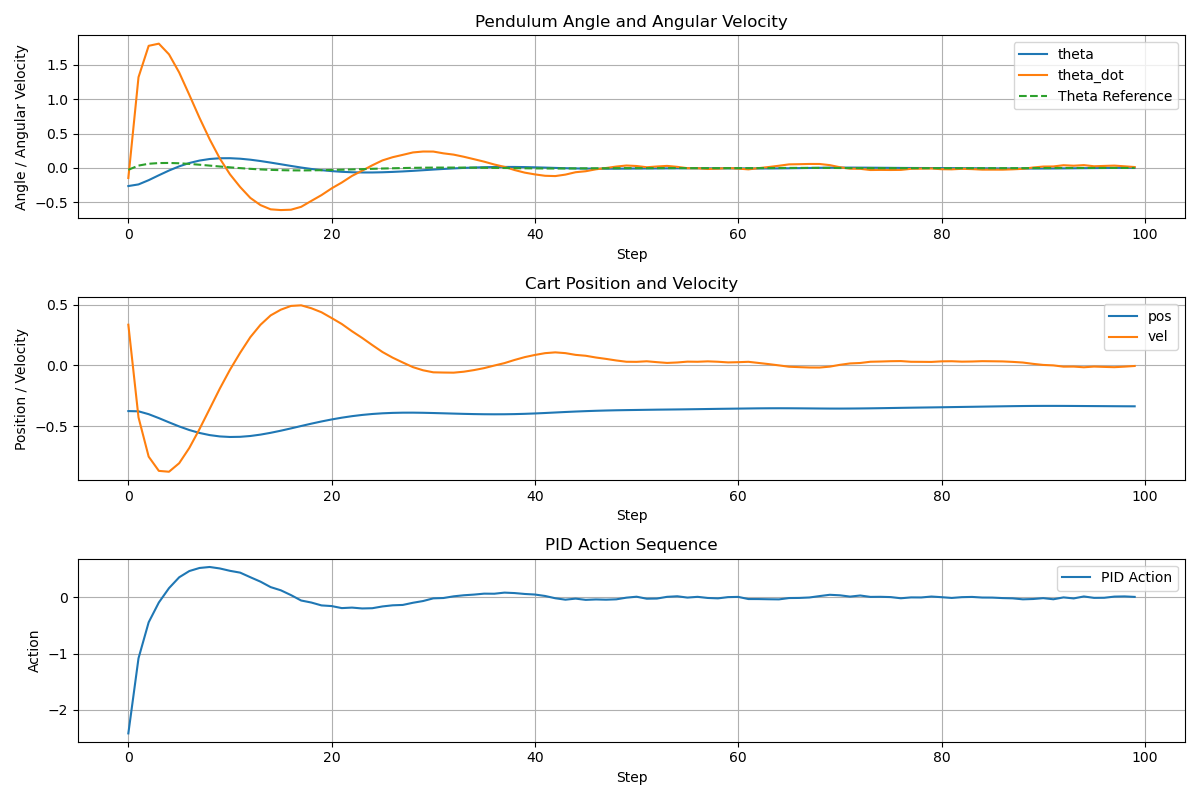 Pendulum Angle and Angular Velocity
Angle / Angular Velocity
1.5
1.0
0.5
0.0
−0.5
theta
theta_dot
Theta Reference
0 20 40 60 80 100
Step
Cart Position and Velocity
Position / Velocity
0.5
0.0
−0.5
pos
vel
0 20 40 60 80 100
Step
PID Action Sequence
Action
0
−1
−2
PID Action
0 20 40 60 80 100
Step